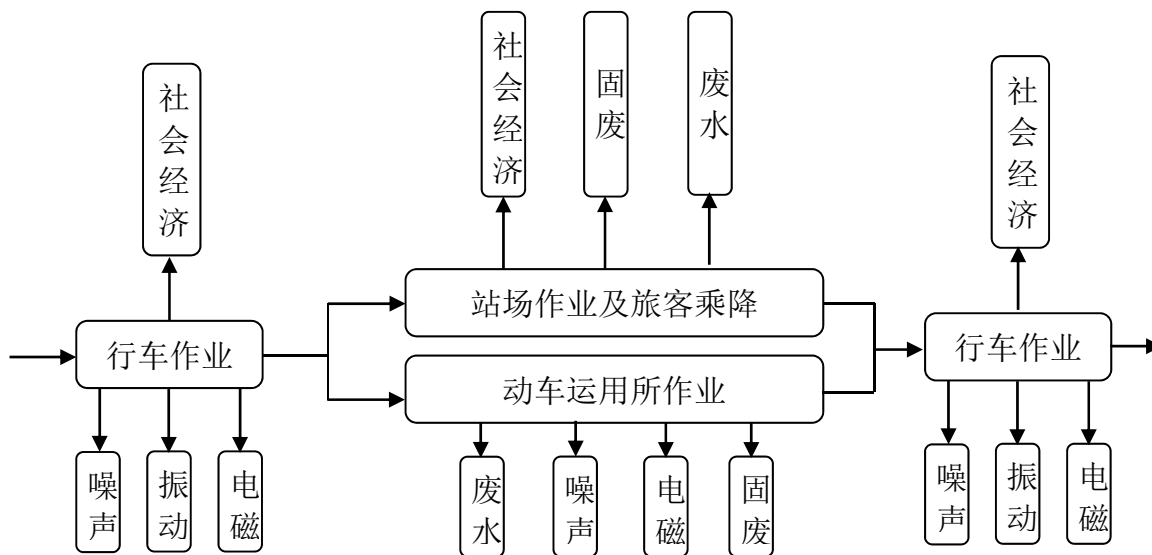 社会经济
固废
废水
社会经济
社会经济
站场作业及旅客乘降
行车作业
行车作业
动车运用所作业
噪声
振动
电磁
废水
噪声
电磁
固废
噪声
振动
电磁